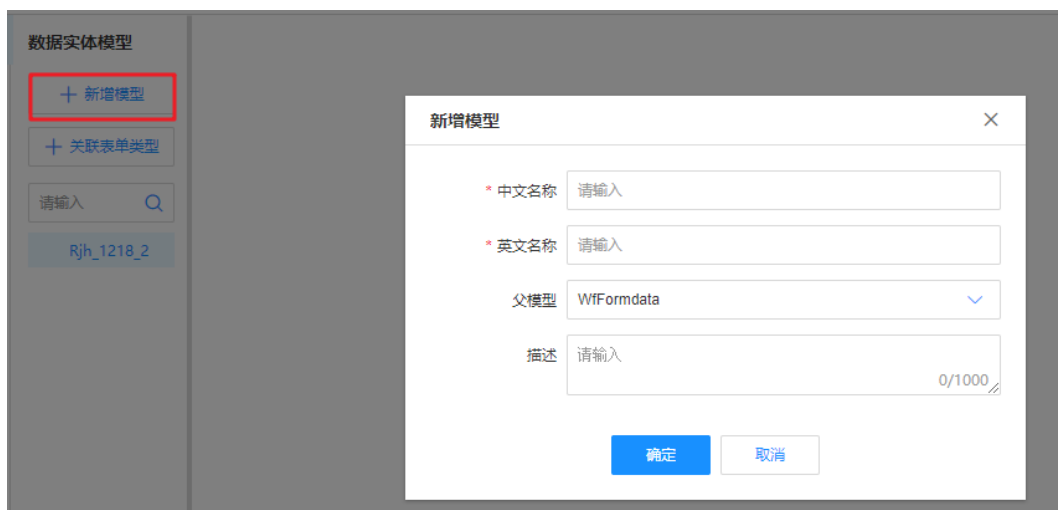 数据实体模型
新增模型
关联表单类型
请输入
Rjh_1218_2
新增模型
* 中文名称 请输入
* 英文名称 请输入
父模型 WfFormdata
描述 请输入
0/1000
确定 取消